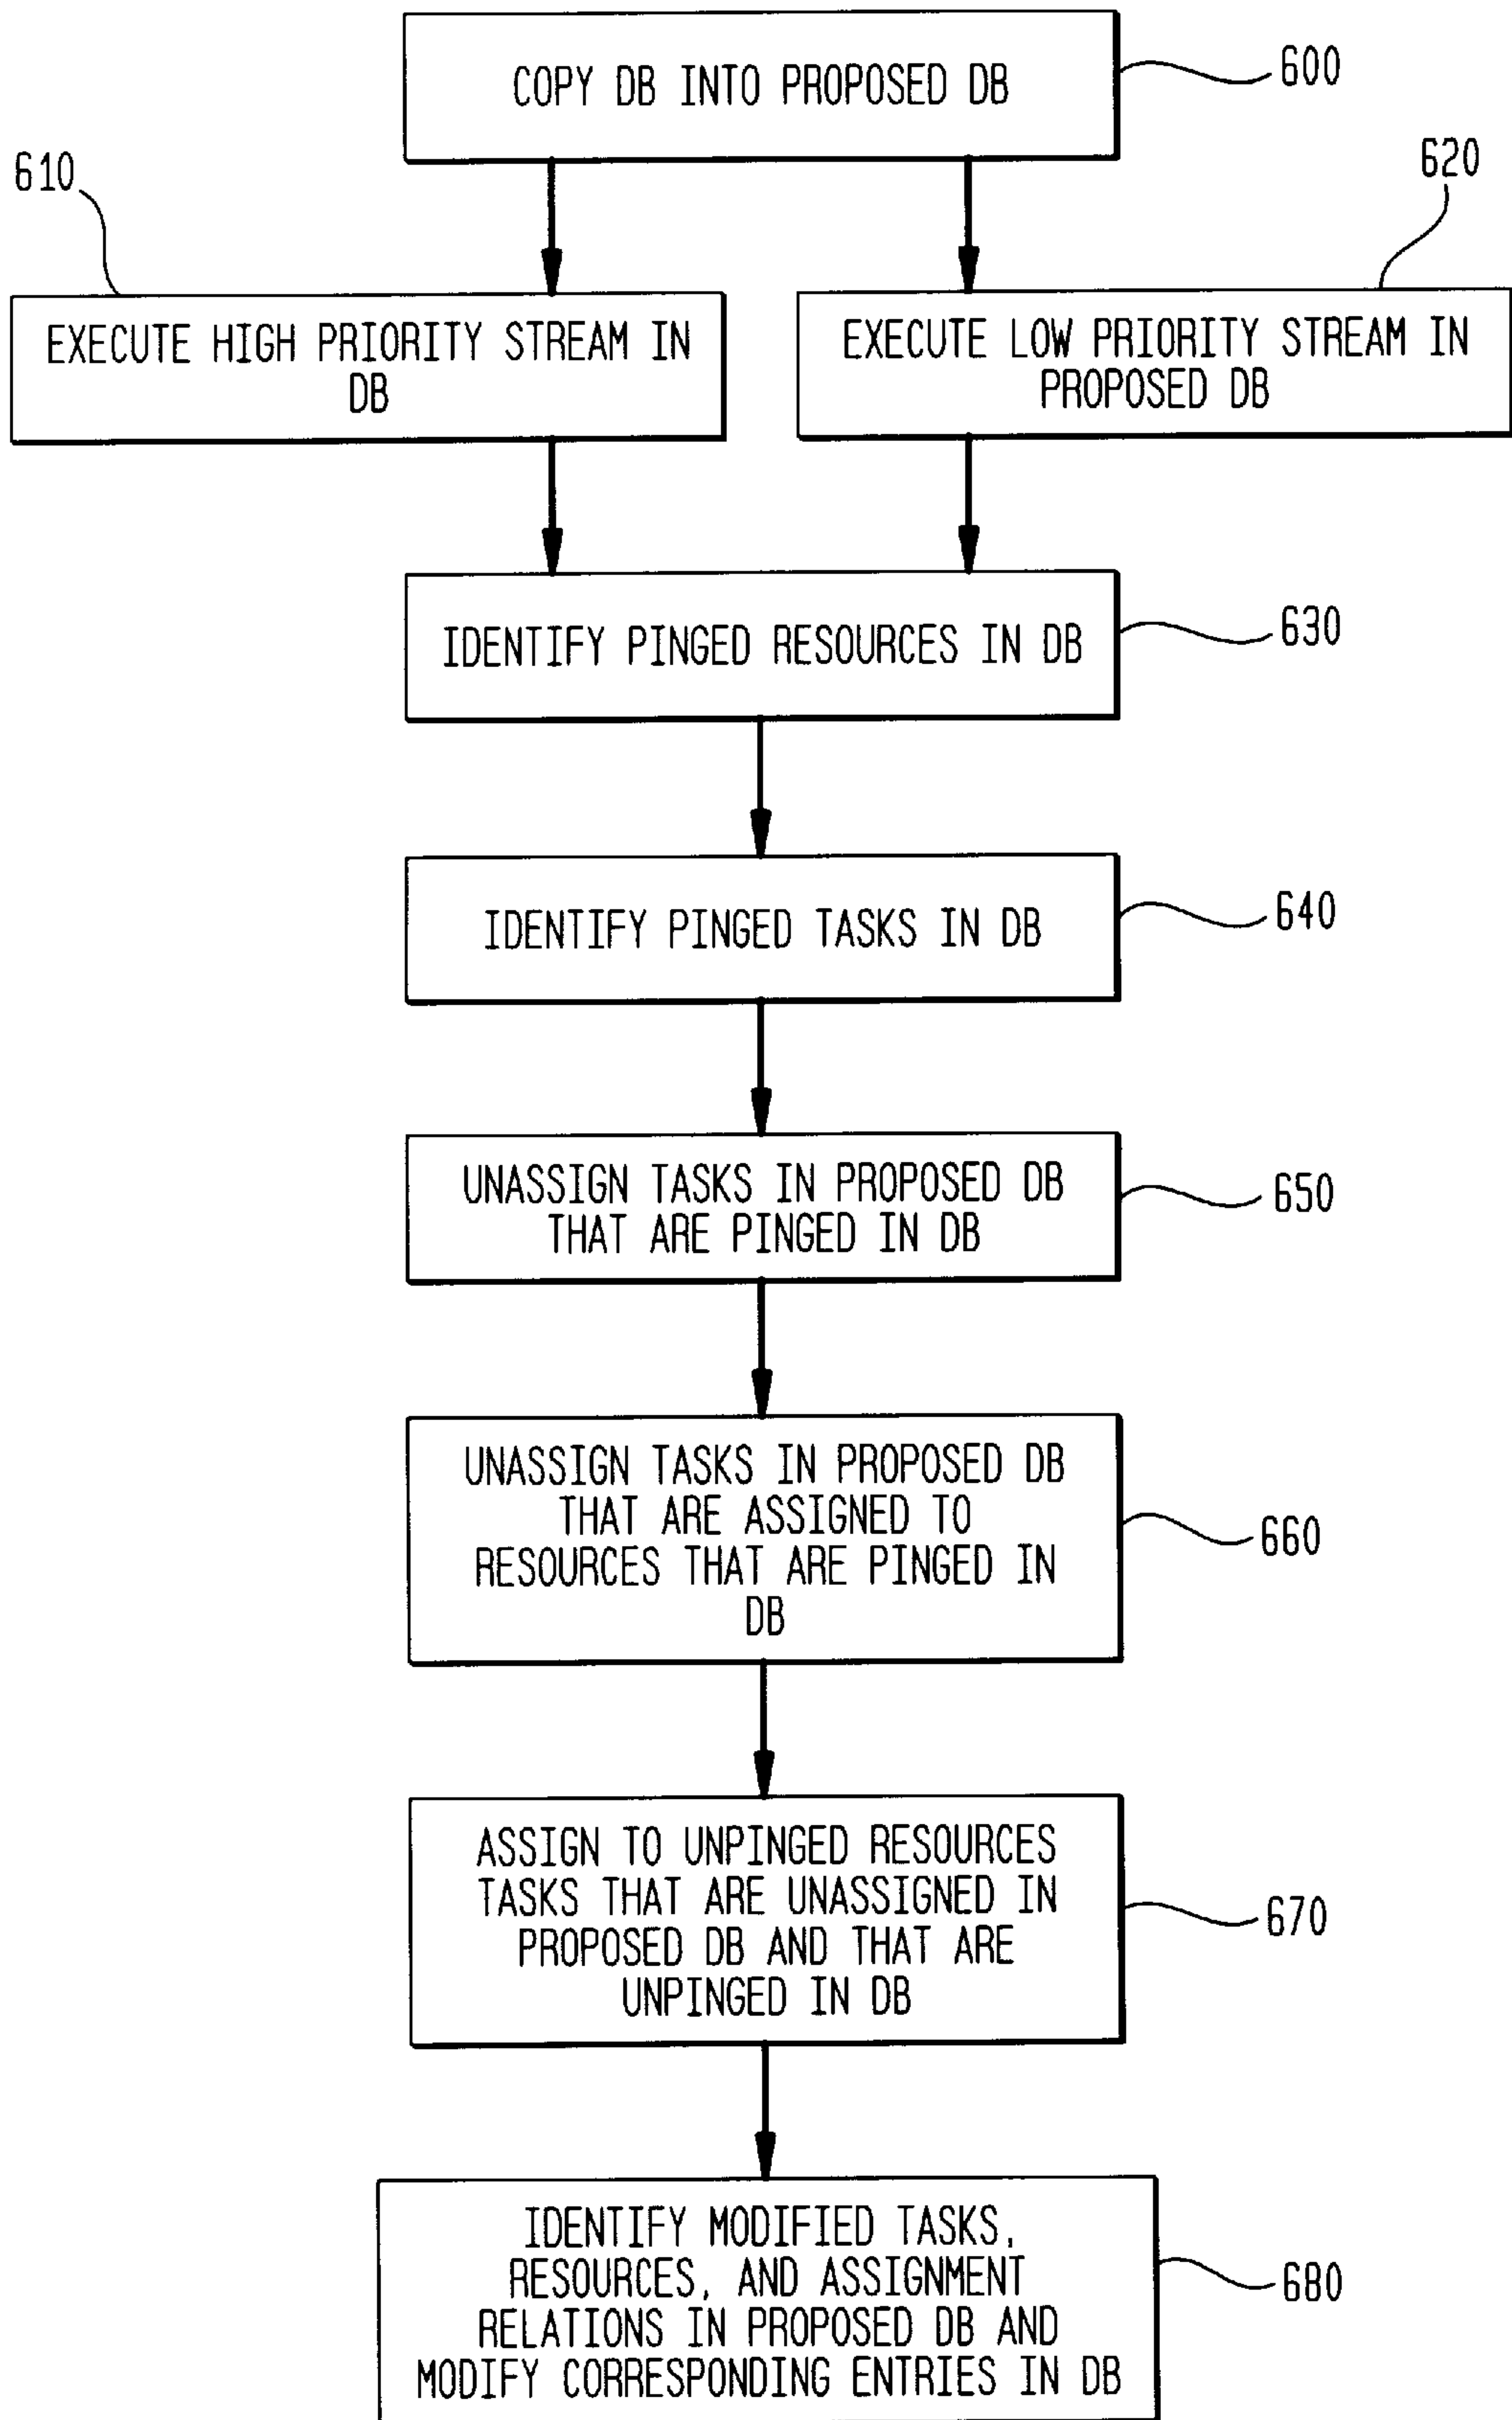 COPY DB INTO PROPOSED DB
600
610
620
EXECUTE HIGH PRIORITY STREAM IN
DB
EXECUTE LOW PRIORITY STREAM IN
PROPOSED DB
IDENTIFY PINGED RESOURCES IN DB
630
IDENTIFY PINGED TASKS IN DB
640
UNASSIGN TASKS IN PROPOSED DB
THAT ARE PINGED IN DB
650
UNASSIGN TASKS IN PROPOSED DB
THAT ARE ASSIGNED TO
RESOURCES THAT ARE PINGED IN
DB
660
ASSIGN TO UNPINGED RESOURCES
TASKS THAT ARE UNASSIGNED IN
PROPOSED DB AND THAT ARE
UNPINGED IN DB
670
IDENTIFY MODIFIED TASKS,
RESOURCES, AND ASSIGNMENT
RELATIONS IN PROPOSED DB AND
MODIFY CORRESPONDING ENTRIES IN DB
680